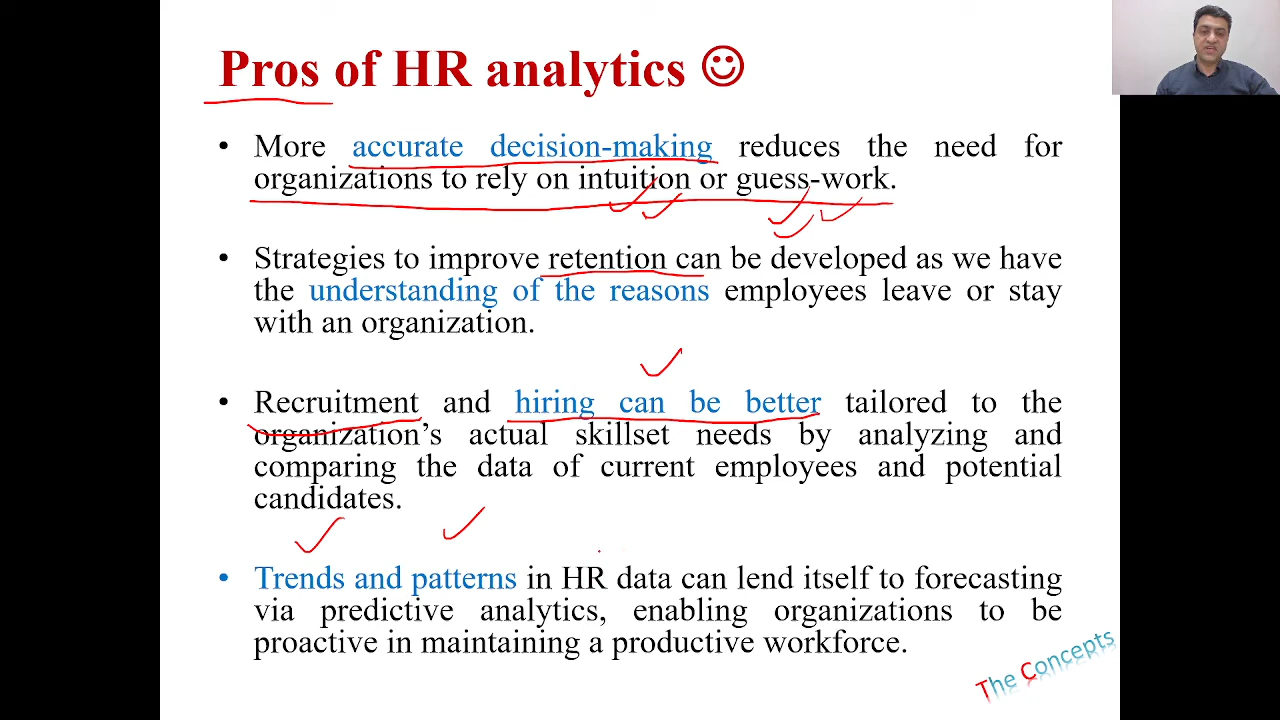 Pros of HR analytics ☺
• More accurate decision-making reduces the need for
organizations to rely on intuition or guess-work.
• Strategies to improve retention can be developed as we have
the understanding of the reasons employees leave or stay
with an organization.
• Recruitment and hiring can be better tailored to the
organization’s actual skillset needs by analyzing and
comparing the data of current employees and potential
candidates.
• Trends and patterns in HR data can lend itself to forecasting
via predictive analytics, enabling organizations to be
proactive in maintaining a productive workforce.
The Concepts